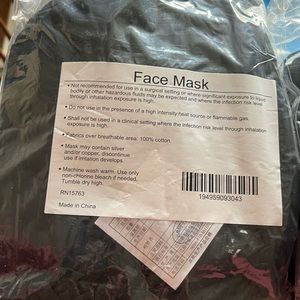 Face Mask
• Not recommended for use in a surgical setting or where significant exposure to liquid
bodily or other hazardous fluids may be expected and where the infection risk level
through inhalation exposure is high.
• Do not use in the presence of a high intensity heat source or flammable gas.
• Shall not be used in a clinical setting where the infection risk level through inhalation
exposure is high.
• Fabrics over breathable area: 100% cotton.
• Mask may contain silver
and/or copper, discontinue
use if irritation develops.
• Machine wash warm. Use only
non-chlorine bleach if needed.
Tumble dry high.
RN15763
Made in China
194959093043